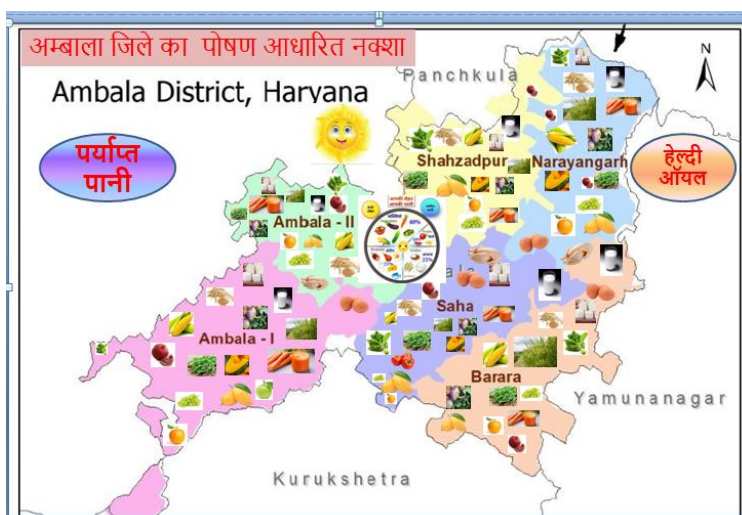 अम्बाला जिले का पोषण आधारित नक्शा
Ambala District, Haryana
Panchkula
N
पर्याप्त
पानी
हेल्दी
ऑयल
Shahzadpur
Narayangarh
Ambala - II
Saha
Ambala - I
Barara
Yamunanagar
Kurukshetra